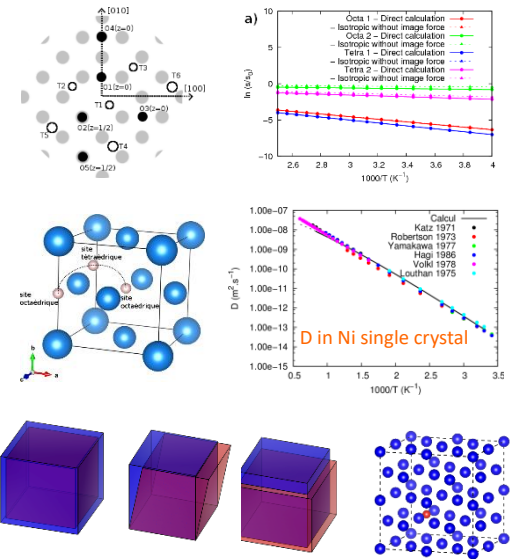 [010]
O4(z=0)
T3
T6
T2
O1(z=0)
[100]
T1
O3(z=0)
O2(z=1/2)
T5
T4
O5(z=1/2)
a)
10
5
0
−5
−10
ln (s/s0)
Octa 1 − Direct calculation
− Isotropic without image force
Octa 2 − Direct calculation
− Isotropic without image force
Tetra 1 − Direct calculation
− Isotropic without image force
Tetra 2 − Direct calculation
− Isotropic without image force
2.6 2.8 3 3.2 3.4 3.6 3.8 4
1000/T (K⁻¹)
site
tétraédrique
site
octaédrique
site
octaédrique
b
c
a
1.00e−07
1.00e−08
1.00e−09
1.00e−10
1.00e−11
1.00e−12
1.00e−13
1.00e−14
1.00e−15
D (m².s⁻¹)
Calcul
Katz 1971
Robertson 1973
Yamakawa 1977
Hagi 1986
Volkl 1978
Louthan 1975
D in Ni single crystal
0.5 1 1.5 2 2.5 3 3.5
1000/T (K⁻¹)